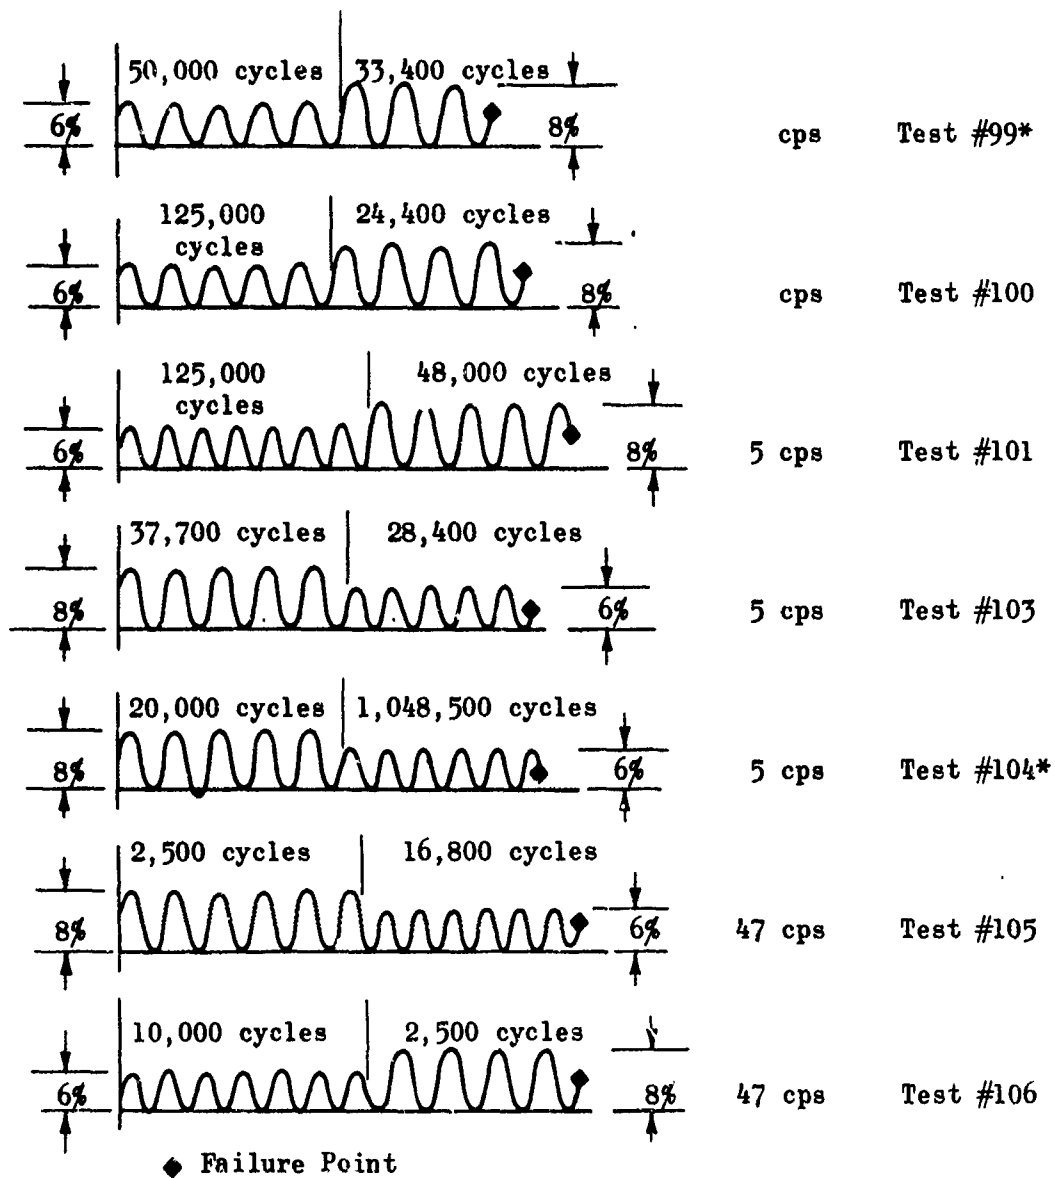 50,000 cycles 33,400 cycles
6% 8% cps Test #99*
125,000 cycles 24,400 cycles
6% 8% cps Test #100
125,000 cycles 48,000 cycles
6% 8% 5 cps Test #101
37,700 cycles 28,400 cycles
8% 6% 5 cps Test #103
20,000 cycles 1,048,500 cycles
8% 6% 5 cps Test #104*
2,500 cycles 16,800 cycles
8% 6% 47 cps Test #105
10,000 cycles 2,500 cycles
6% 8% 47 cps Test #106
Failure Point